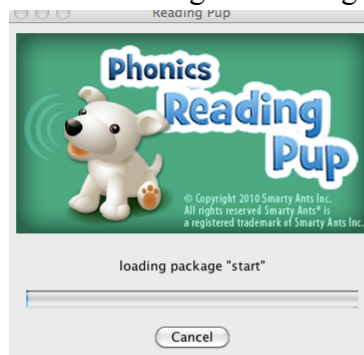 Reading Pup
Phonics
Reading
Pup
© Copyright 2010 Smarty Ants Inc.
All rights reserved Smarty Ants® is
a registered trademark of Smarty Ants Inc.
loading package "start"
Cancel